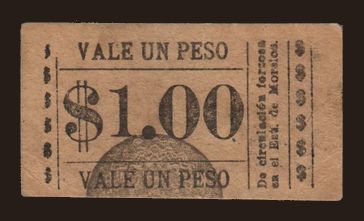 VALE UN PESO
$1.00
VALE UN PESO
De circulación forzosa
en el Est. de Morelos.